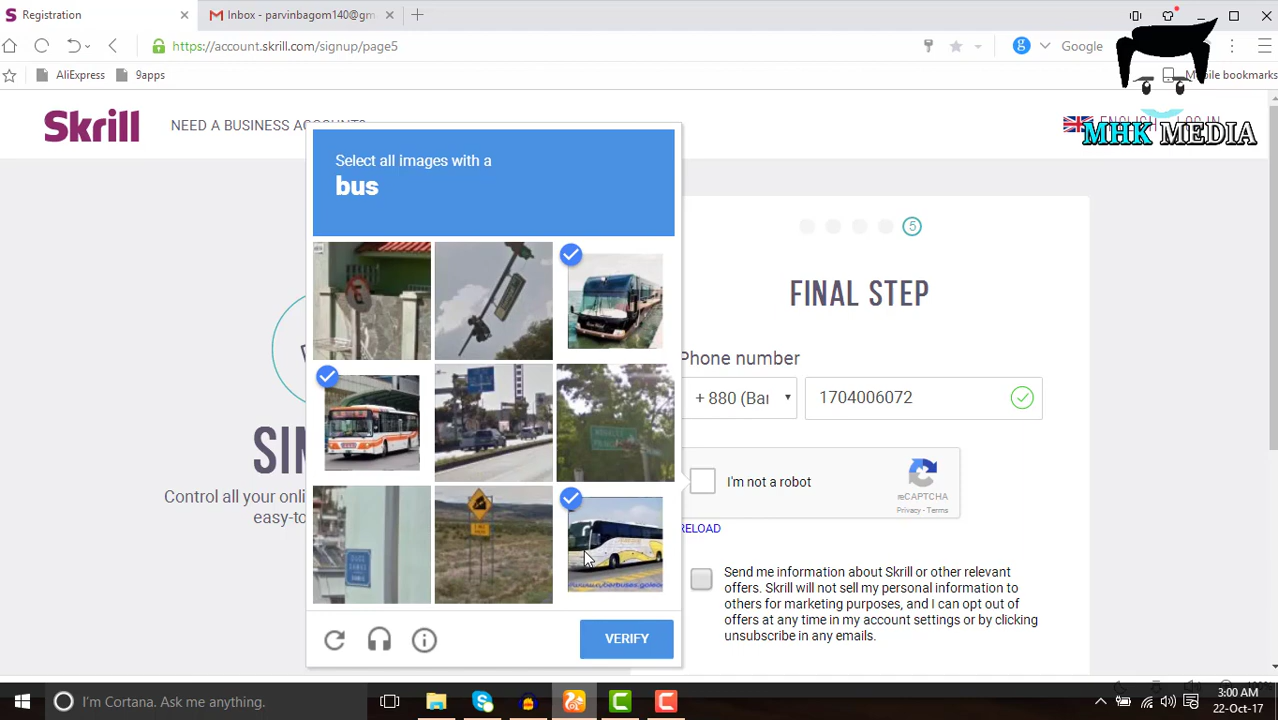 Registration
Inbox - parvinbagom140@gm
https://account.skrill.com/signup/page5
Google
AliExpress
9apps
Mobile bookmarks
Skrill
NEED A BUSINESS ACCOUNT?
ENGLISH
LOG IN
MHK MEDIA
Select all images with a
bus
5
FINAL STEP
Phone number
+ 880 (Bar
1704006072
I'm not a robot
reCAPTCHA
Privacy - Terms
RELOAD
Control all your onli
easy-to
Send me information about Skrill or other relevant
offers. Skrill will not sell my personal information to
others for marketing purposes, and I can opt out of
offers at any time in my account settings or by clicking
unsubscribe in any emails.
VERIFY
I'm Cortana. Ask me anything.
3:00 AM
22-Oct-17